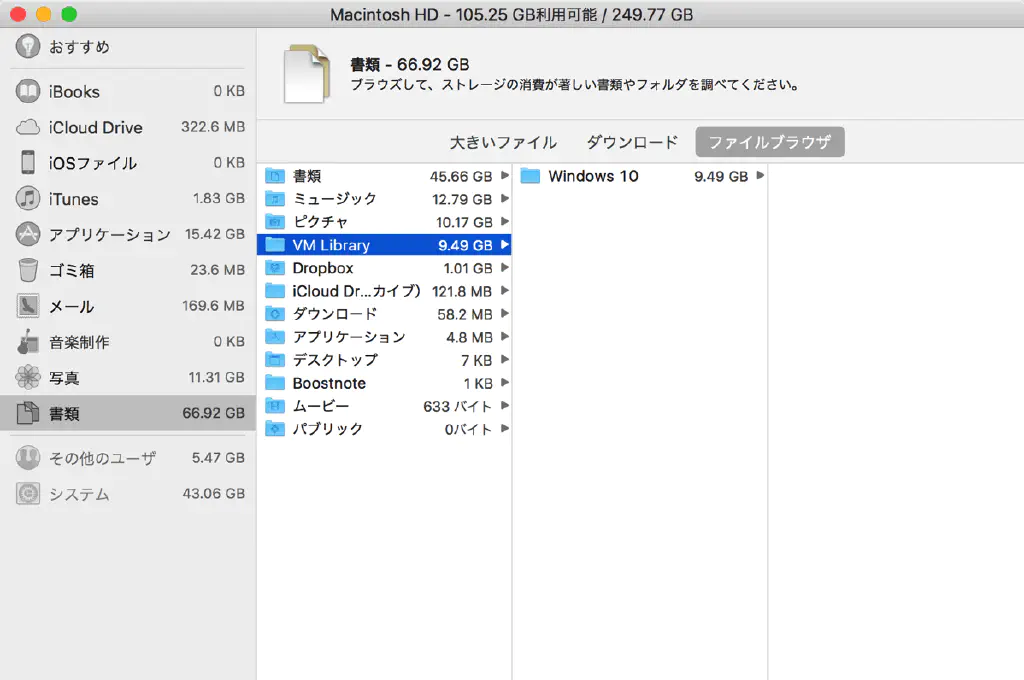 Macintosh HD - 105.25 GB利用可能 / 249.77 GB
おすすめ
iBooks 0 KB
iCloud Drive 322.6 MB
iOSファイル 0 KB
iTunes 1.83 GB
アプリケーション 15.42 GB
ゴミ箱 23.6 MB
メール 169.6 MB
音楽制作 0 KB
写真 11.31 GB
書類 66.92 GB
その他のユーザ 5.47 GB
システム 43.06 GB
書類 - 66.92 GB
ブラウズして、ストレージの消費が著しい書類やフォルダを調べてください。
大きいファイル ダウンロード ファイルブラウザ
書類 45.66 GB
ミュージック 12.79 GB
ピクチャ 10.17 GB
VM Library 9.49 GB
Dropbox 1.01 GB
iCloud Dr...カイブ) 121.8 MB
ダウンロード 58.2 MB
アプリケーション 4.8 MB
デスクトップ 7 KB
Boostnote 1 KB
ムービー 633 バイト
パブリック 0バイト
Windows 10 9.49 GB